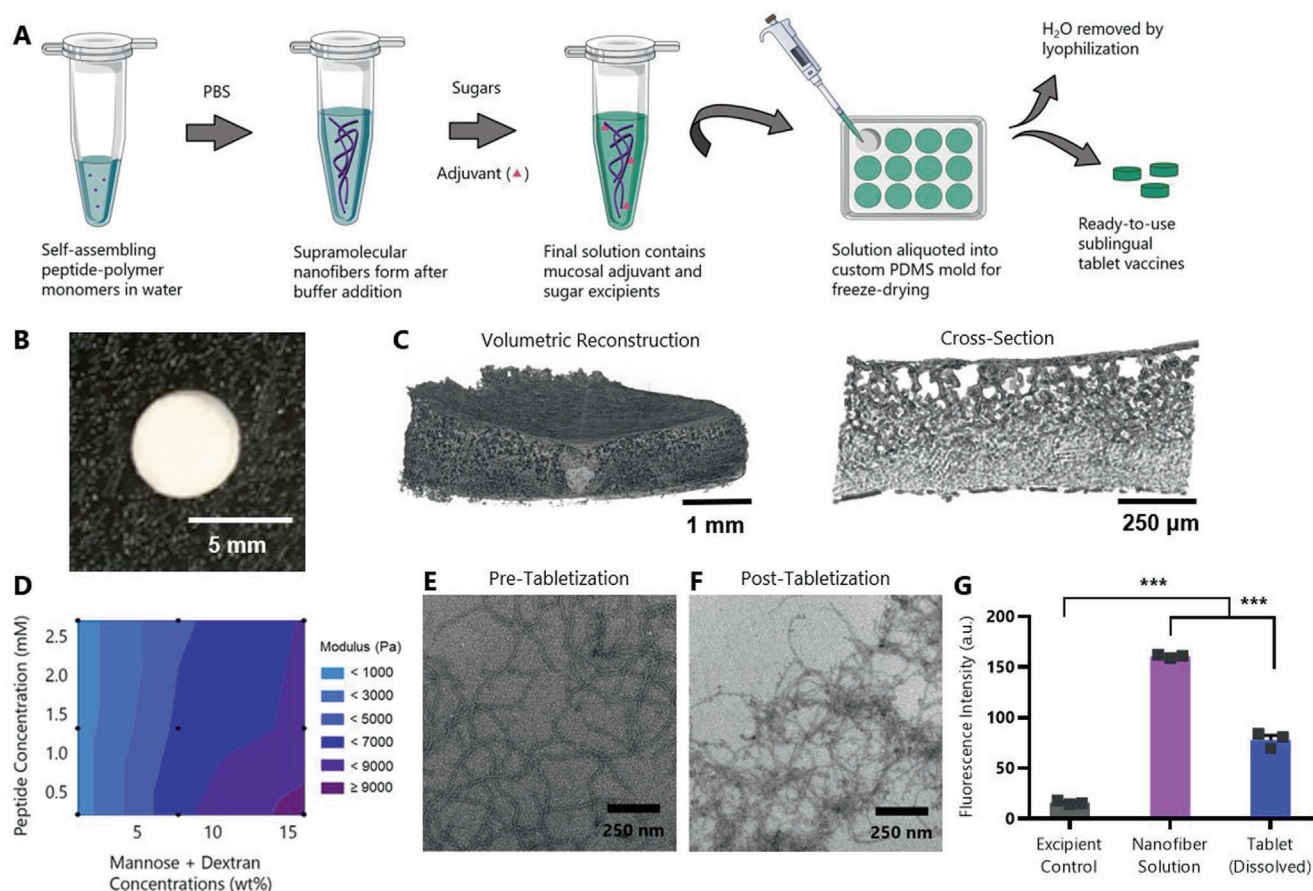 A
PBS
Sugars
Adjuvant (▲)
H₂O removed by
lyophilization
Self-assembling
peptide-polymer
monomers in water
Supramolecular
nanofibers form after
buffer addition
Final solution contains
mucosal adjuvant and
sugar excipients
Solution aliquoted into
custom PDMS mold for
freeze-drying
Ready-to-use
sublingual
tablet vaccines
B
5 mm
C
Volumetric Reconstruction
1 mm
Cross-Section
250 µm
D
Peptide Concentration (mM)
2.5
2.0
1.5
1.0
0.5
5
10
15
Mannose + Dextran
Concentrations (wt%)
Modulus (Pa)
< 1000
< 3000
< 5000
< 7000
< 9000
≥ 9000
E
Pre-Tabletization
250 nm
F
Post-Tabletization
250 nm
G
Fluorescence Intensity (a.u.)
200
150
100
50
0
***
***
Excipient
Control
Nanofiber
Solution
Tablet
(Dissolved)